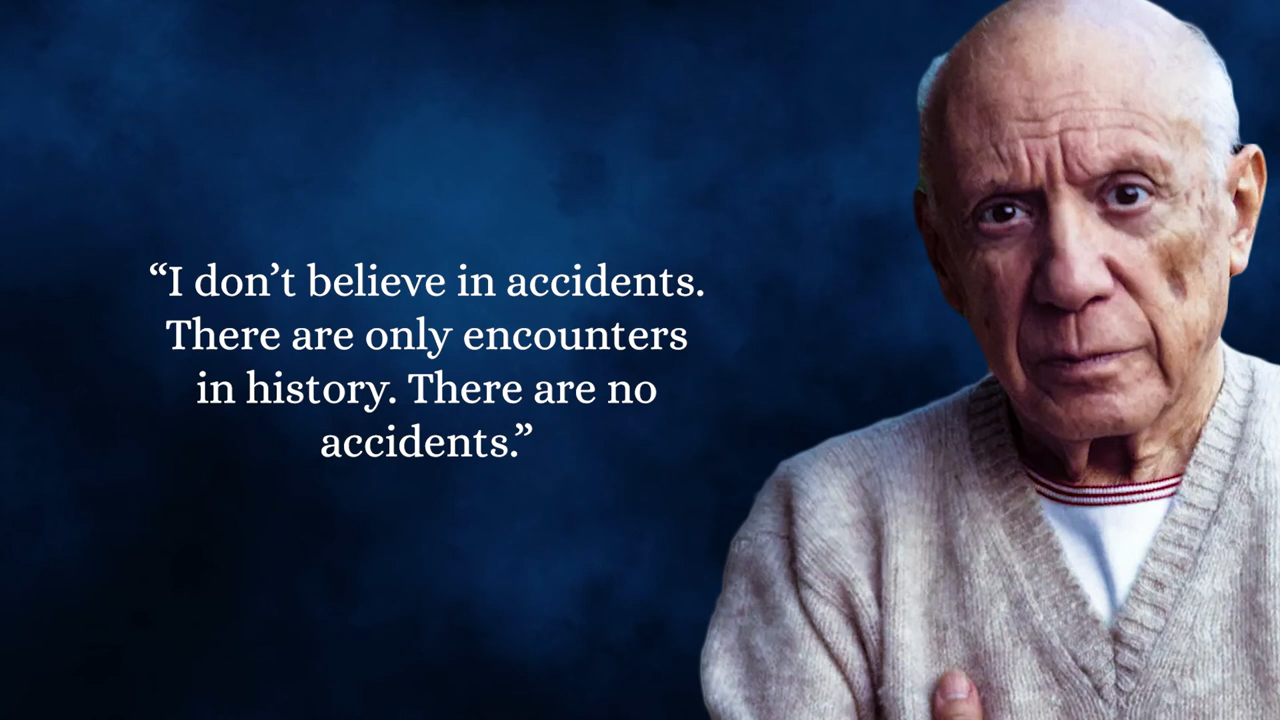 “I don’t believe in accidents.
There are only encounters
in history. There are no
accidents.”